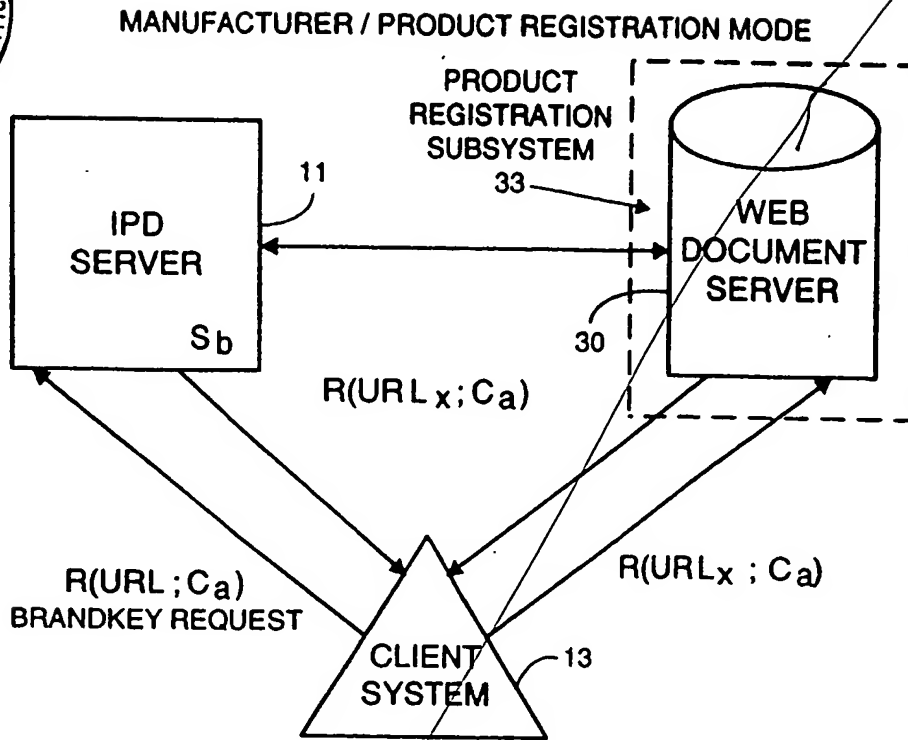 MANUFACTURER / PRODUCT REGISTRATION MODE
PRODUCT
REGISTRATION
SUBSYSTEM
33
11
IPD
SERVER
Sb
WEB
DOCUMENT
SERVER
30
R(URLx; Ca)
R(URL; Ca)
BRANDKEY REQUEST
R(URLx ; Ca)
CLIENT
SYSTEM
13